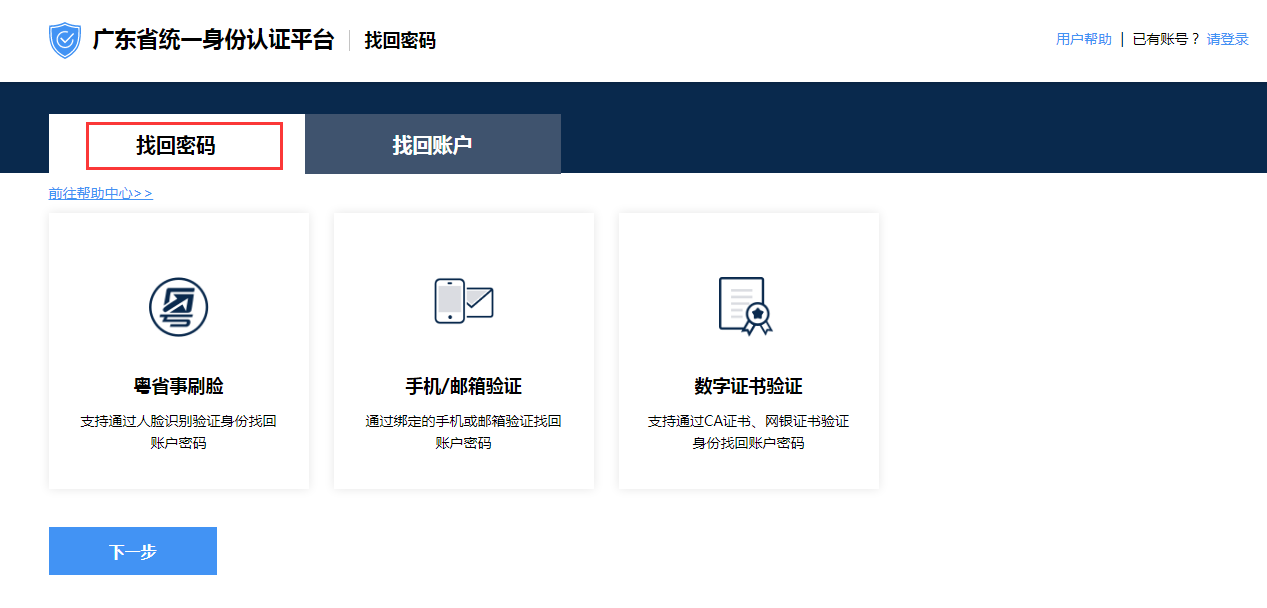 广东省统一身份认证平台 找回密码
用户帮助 | 已有账号？ 请登录
找回密码 找回账户
前往帮助中心>>
粤省事刷脸
支持通过人脸识别验证身份找回
账户密码
手机/邮箱验证
通过绑定的手机或邮箱验证找回
账户密码
数字证书验证
支持通过CA证书、网银证书验证
身份找回账户密码
下一步